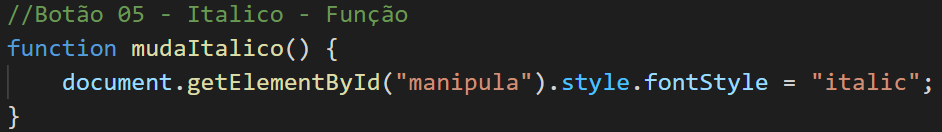 //Botão 05 - Italico - Função
function mudaItalico() {
    document.getElementById("manipula").style.fontStyle = "italic";
}